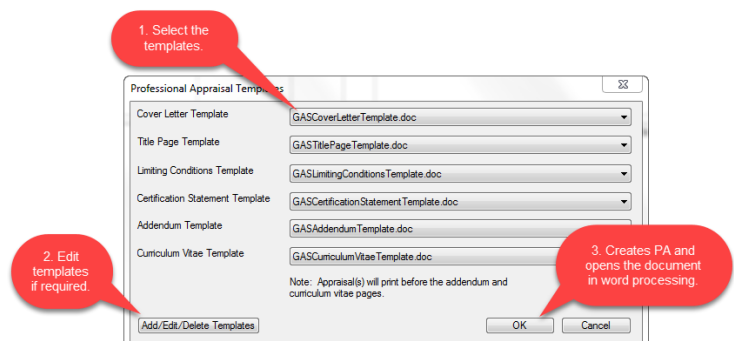 1. Select the
templates.
Professional Appraisal Templates
Cover Letter Template
GASCoverLetterTemplate.doc
Title Page Template
GASTitlePageTemplate.doc
Limiting Conditions Template
GASLimitingConditionsTemplate.doc
Certification Statement Template
GASCertificationStatementTemplate.doc
Addendum Template
GASAddendumTemplate.doc
Curriculum Vitae Template
GASCurriculumVitaeTemplate.doc
2. Edit
templates
if required.
3. Creates PA and
opens the document
in word processing.
Note: Appraisal(s) will print before the addendum and
curriculum vitae pages.
Add/Edit/Delete Templates
OK
Cancel